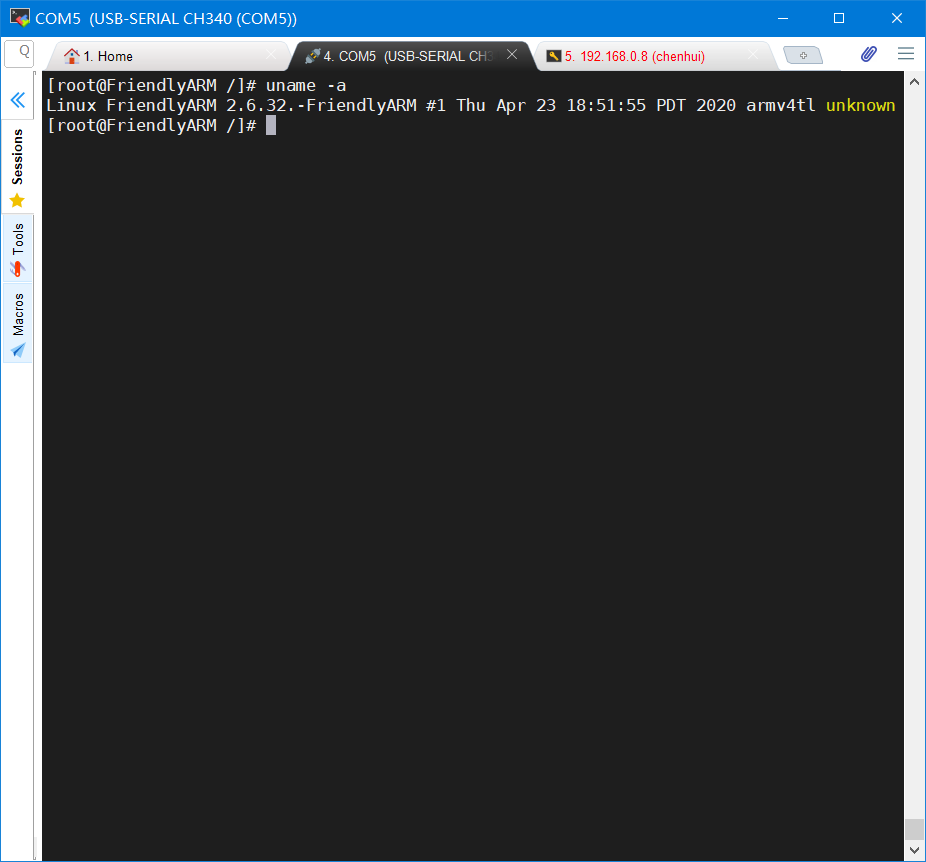 COM5 (USB-SERIAL CH340 (COM5))
1. Home
4. COM5 (USB-SERIAL CH3
5. 192.168.0.8 (chenhui)
Sessions
Tools
Macros
[root@FriendlyARM /]# uname -a
Linux FriendlyARM 2.6.32.-FriendlyARM #1 Thu Apr 23 18:51:55 PDT 2020 armv4tl unknown
[root@FriendlyARM /]#